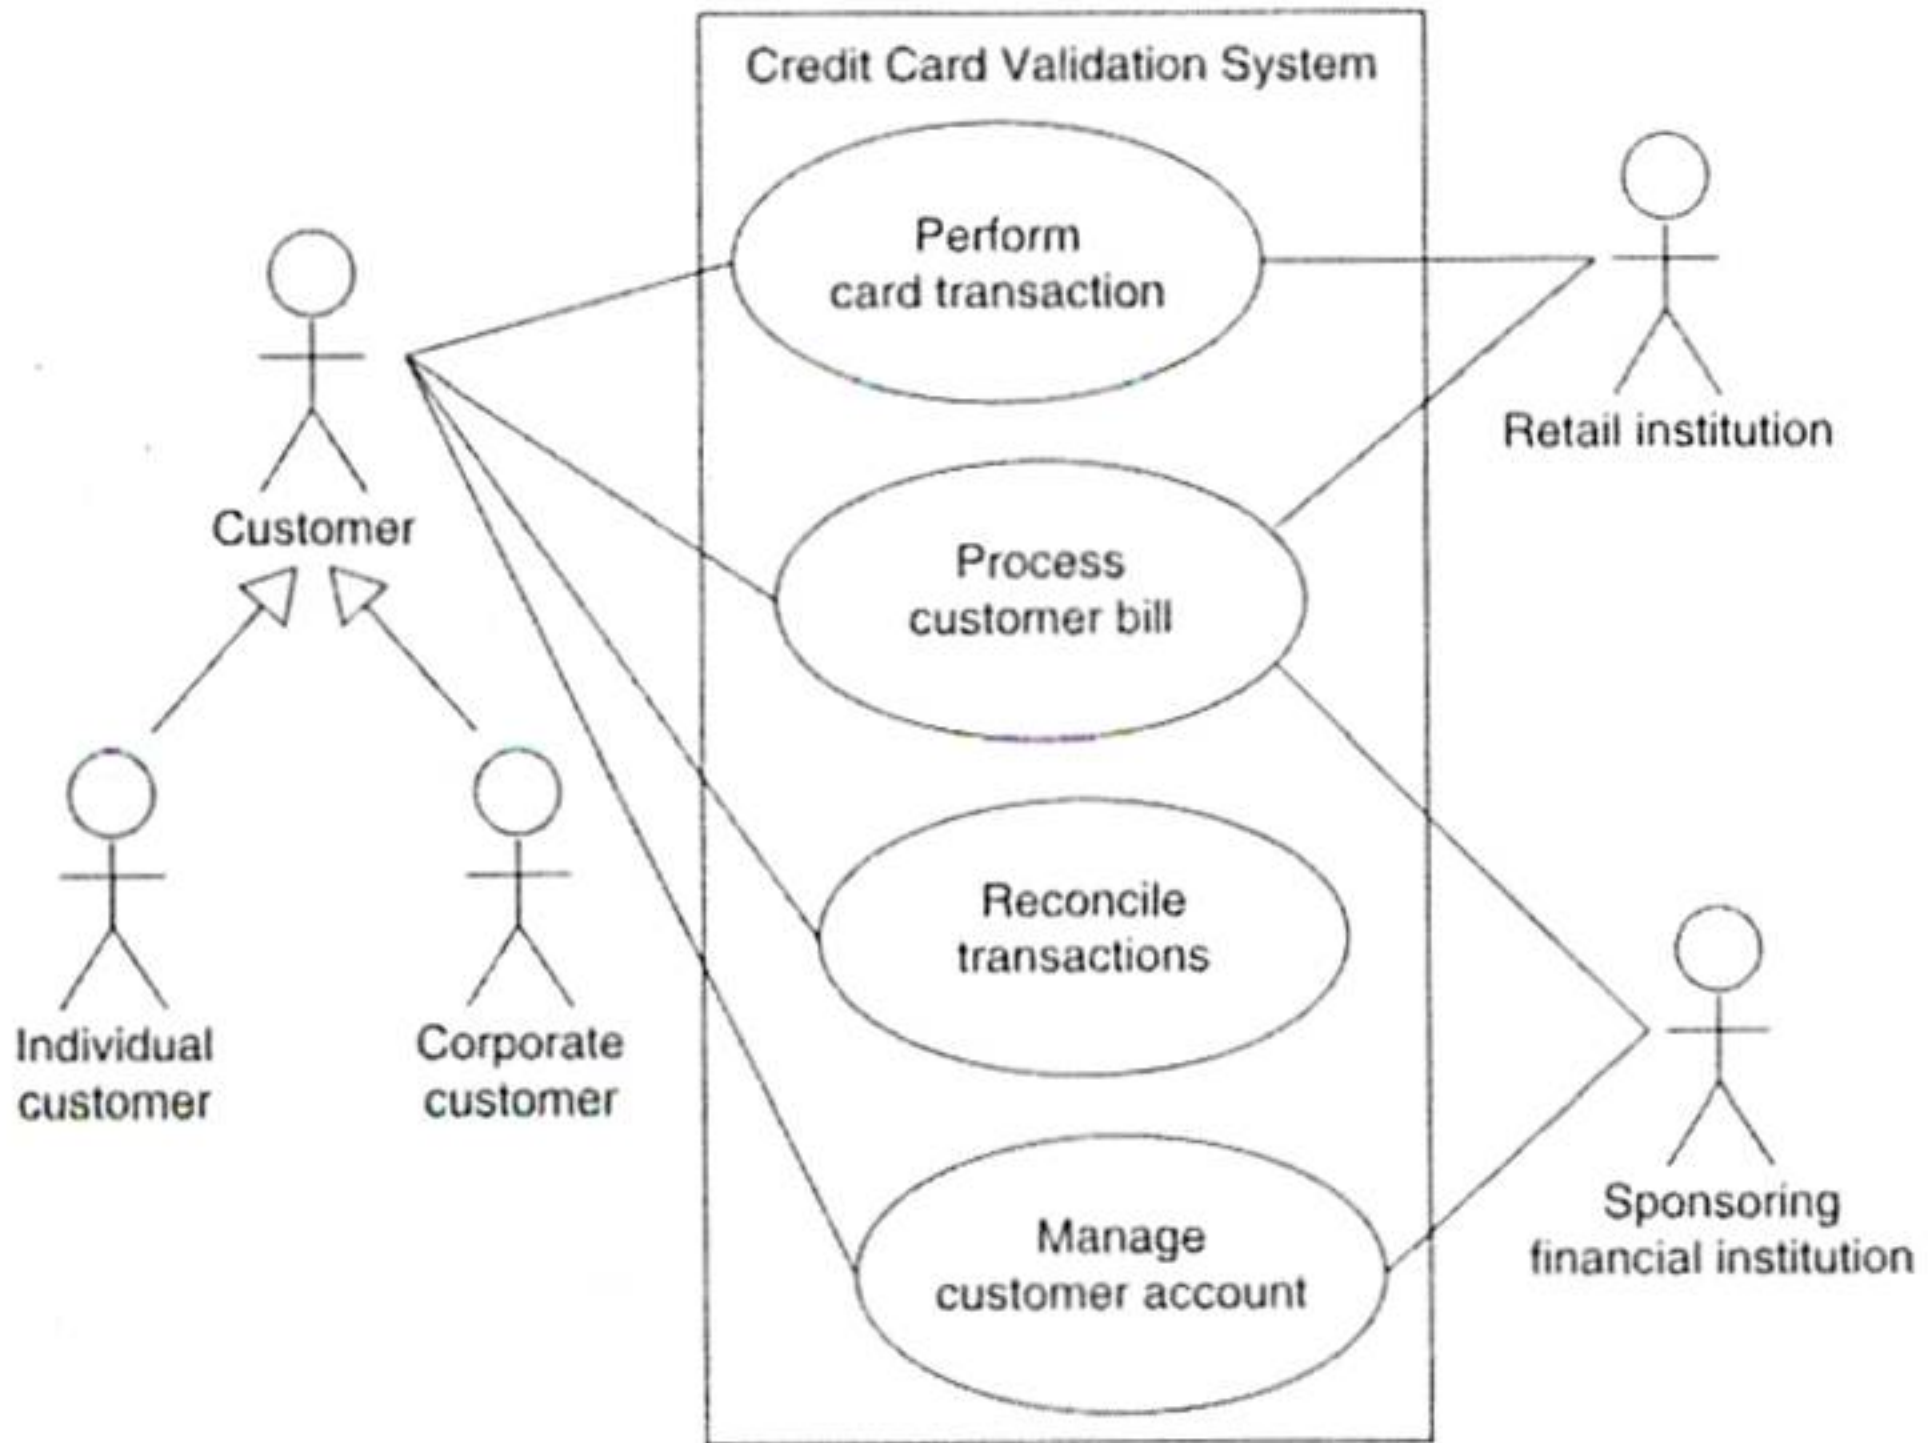 Credit Card Validation System
Perform
card transaction
Retail institution
Customer
Process
customer bill
Reconcile
transactions
Individual
customer
Corporate
customer
Manage
customer account
Sponsoring
financial institution